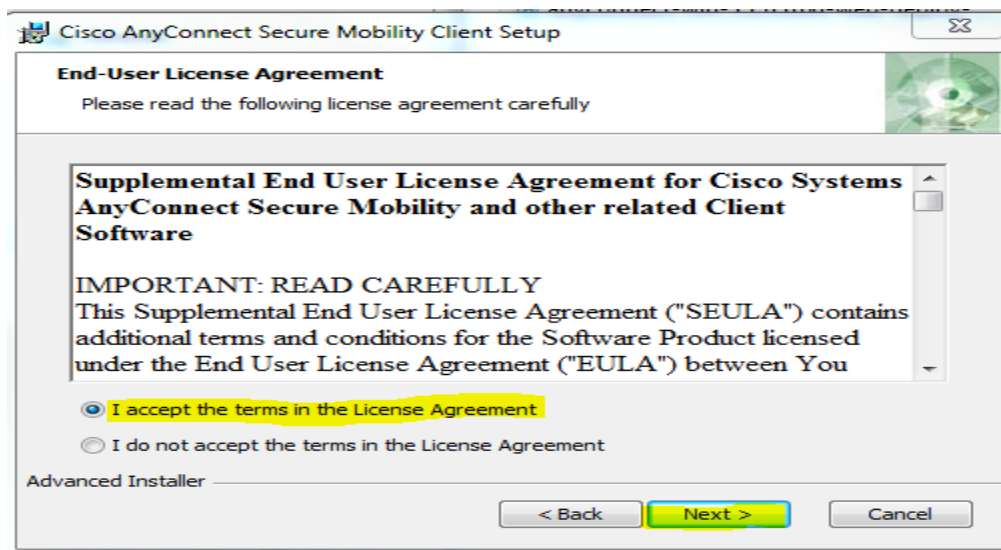 Cisco AnyConnect Secure Mobility Client Setup
End-User License Agreement
Please read the following license agreement carefully
Supplemental End User License Agreement for Cisco Systems
AnyConnect Secure Mobility and other related Client
Software
IMPORTANT: READ CAREFULLY
This Supplemental End User License Agreement ("SEULA") contains
additional terms and conditions for the Software Product licensed
under the End User License Agreement ("EULA") between You
I accept the terms in the License Agreement
I do not accept the terms in the License Agreement
Advanced Installer
< Back Next > Cancel